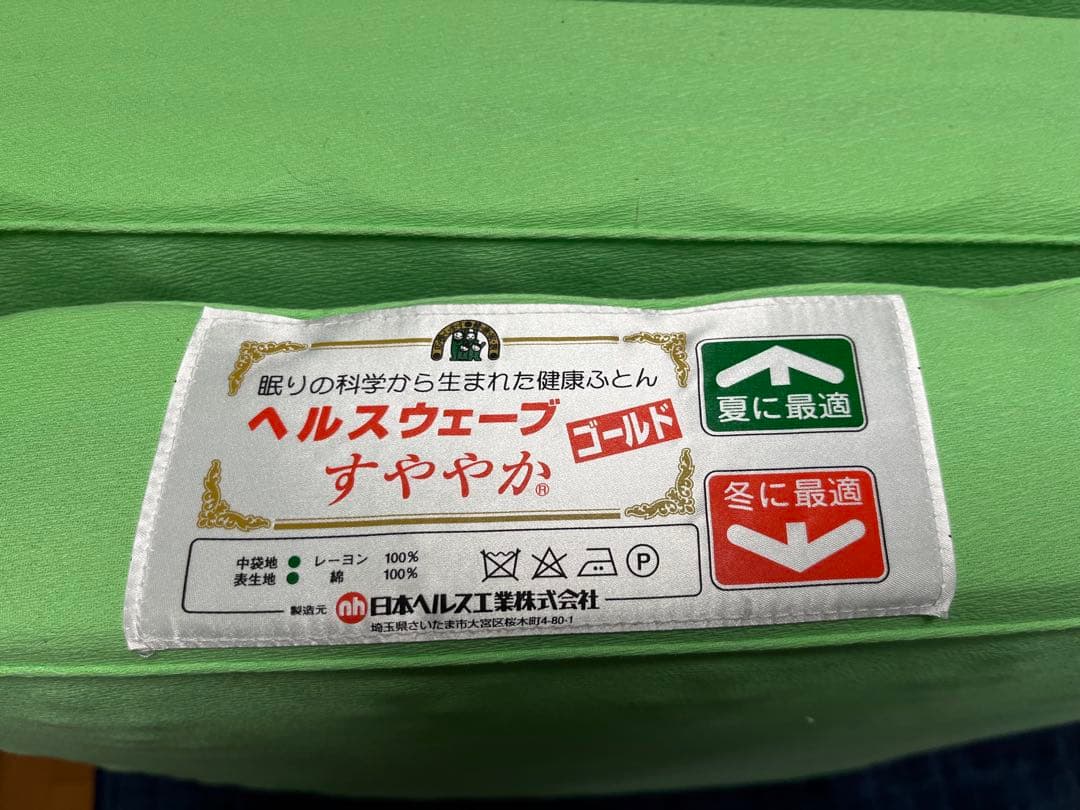 眠りの科学から生まれた健康ふとん
ヘルスウェーブ
ゴールド
すややか®
夏に最適
冬に最適
中袋地 ● レーヨン 100%
表生地 ● 綿 100%
P
製造元 nh 日本ヘルス工業株式会社
埼玉県さいたま市大宮区桜木町4-80-1